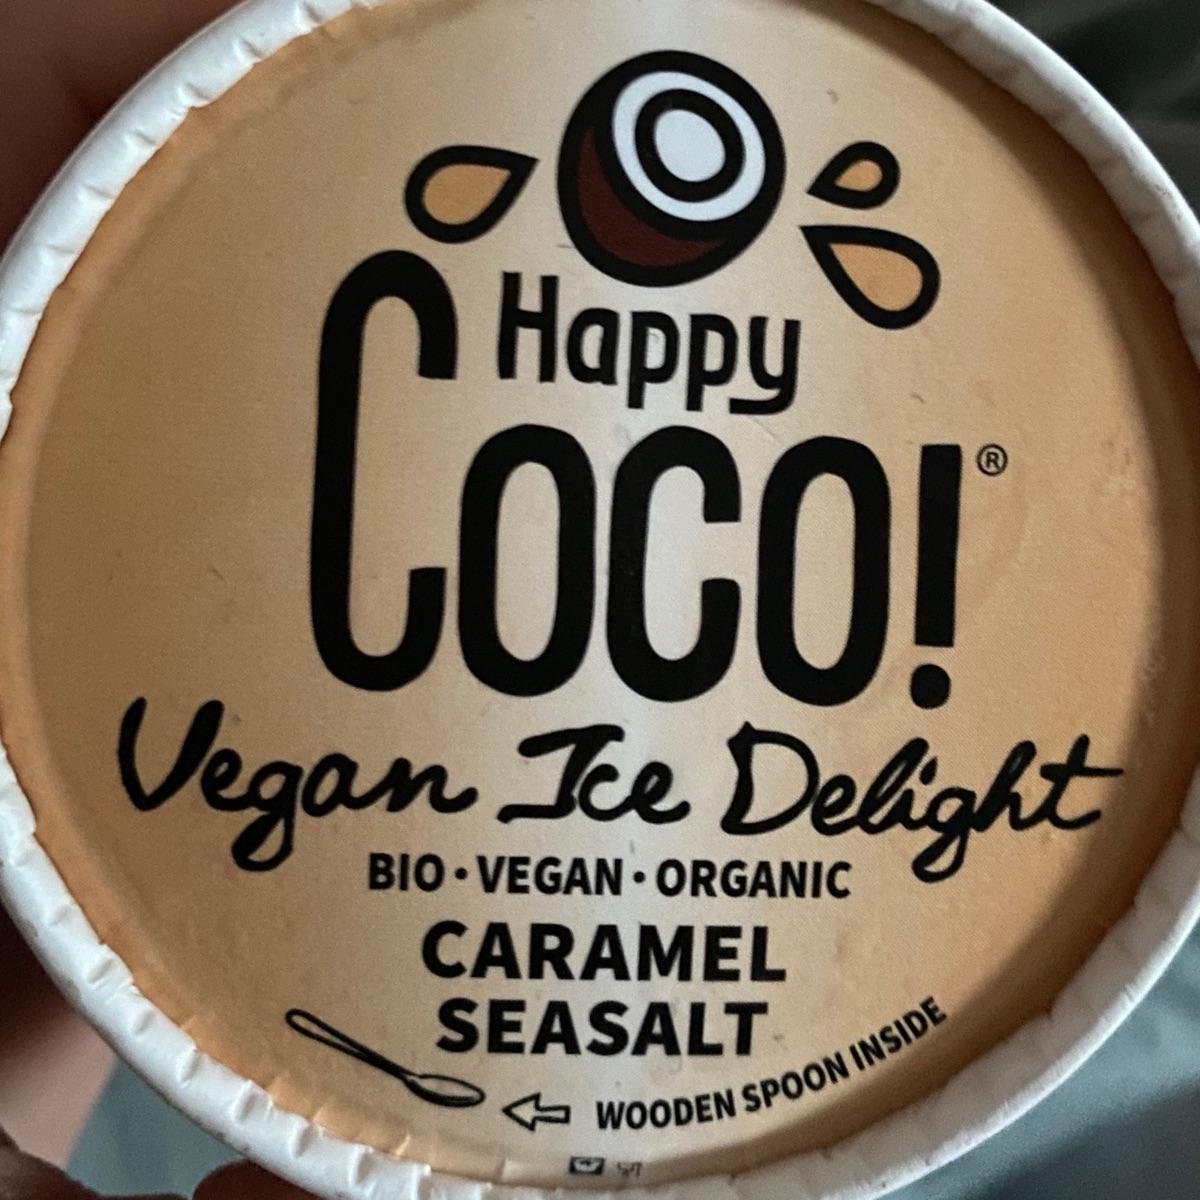 Happy
COCO!®
Vegan Ice Delight
BIO • VEGAN • ORGANIC
CARAMEL
SEASALT
WOODEN SPOON INSIDE